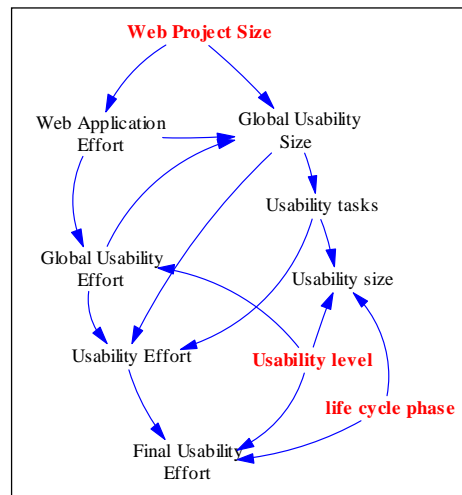 Web Project Size
Web Application
Effort
Global Usability
Size
Usability tasks
Global Usability
Effort
Usability size
Usability Effort
Usability level
life cycle phase
Final Usability
Effort